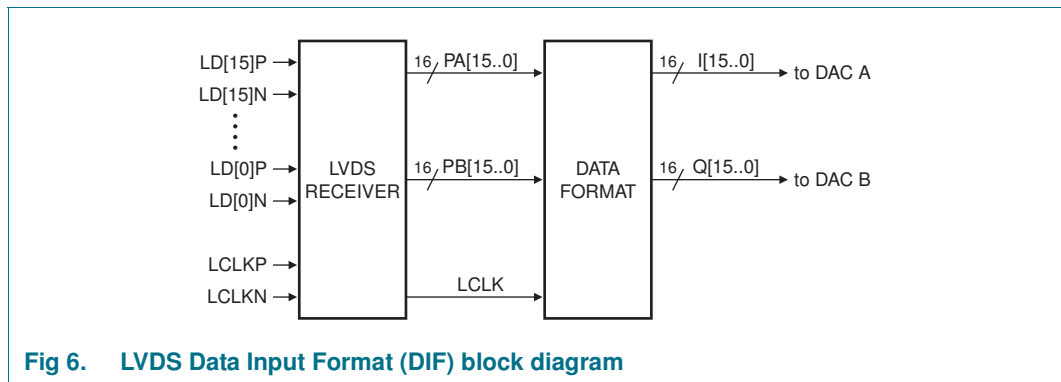 LD[15]P
LD[15]N
LD[0]P
LD[0]N
LCLKP
LCLKN
LVDS
RECEIVER
16 PA[15..0]
16 PB[15..0]
LCLK
DATA
FORMAT
16 I[15..0] to DAC A
16 Q[15..0] to DAC B
Fig 6. LVDS Data Input Format (DIF) block diagram